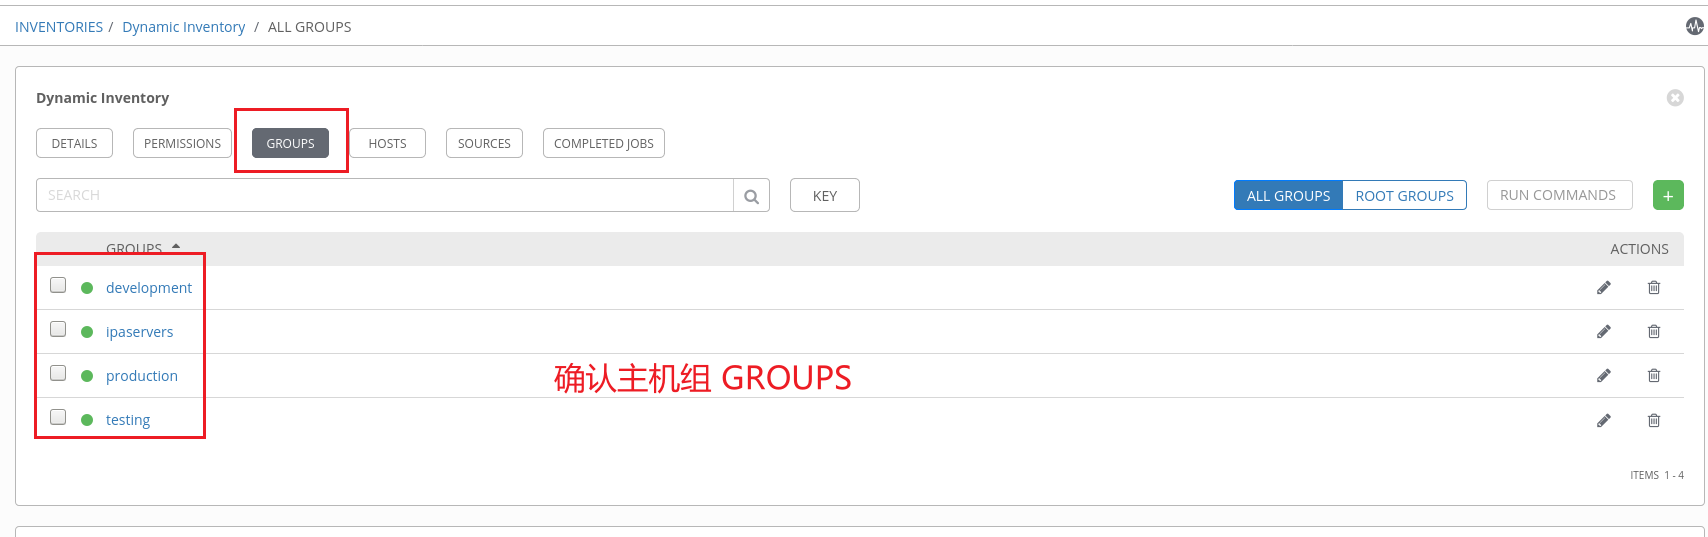 INVENTORIES / Dynamic Inventory / ALL GROUPS
Dynamic Inventory
DETAILS PERMISSIONS GROUPS HOSTS SOURCES COMPLETED JOBS
SEARCH KEY ALL GROUPS ROOT GROUPS RUN COMMANDS +
GROUPS ACTIONS
development
ipaservers
production
确认主机组 GROUPS
testing
ITEMS 1 - 4